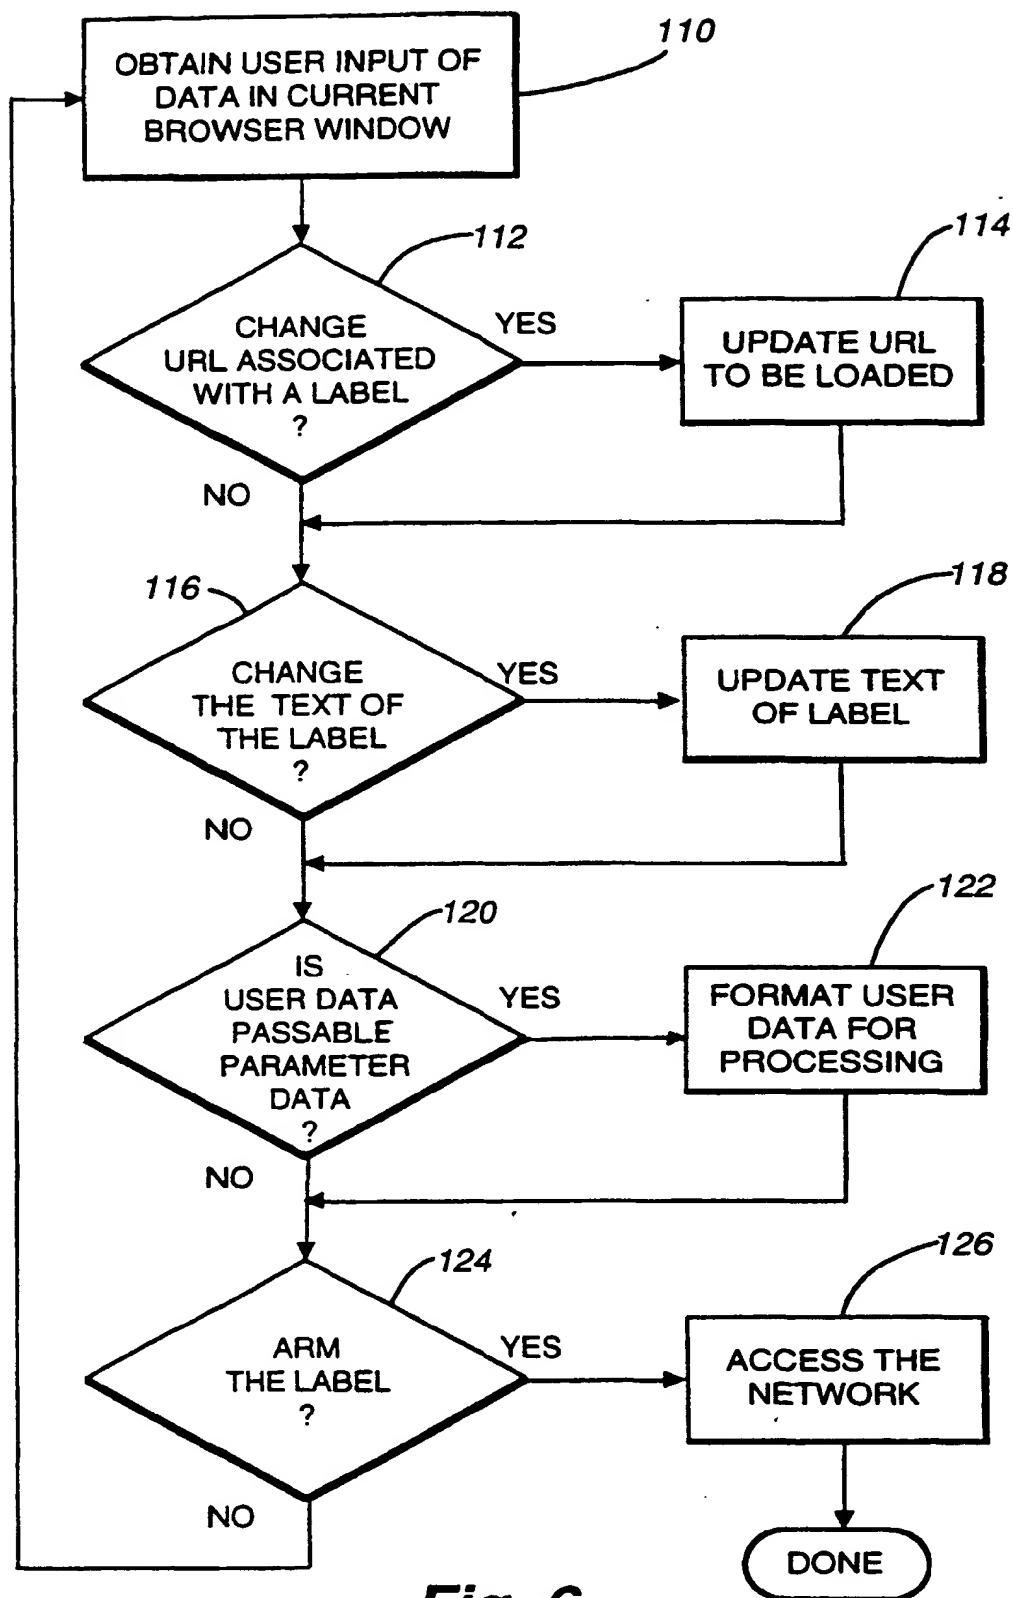 110
OBTAIN USER INPUT OF
DATA IN CURRENT
BROWSER WINDOW
112
114
CHANGE
URL ASSOCIATED
WITH A LABEL
?
YES
UPDATE URL
TO BE LOADED
NO
116
118
CHANGE
THE TEXT OF
THE LABEL
?
YES
UPDATE TEXT
OF LABEL
NO
120
122
IS
USER DATA
PASSABLE
PARAMETER
DATA
?
YES
FORMAT USER
DATA FOR
PROCESSING
NO
124
126
ARM
THE LABEL
?
YES
ACCESS THE
NETWORK
NO
DONE